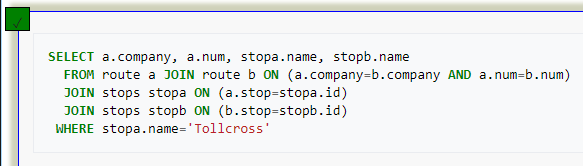 SELECT a.company, a.num, stopa.name, stopb.name
FROM route a JOIN route b ON (a.company=b.company AND a.num=b.num)
JOIN stops stopa ON (a.stop=stopa.id)
JOIN stops stopb ON (b.stop=stopb.id)
WHERE stopa.name='Tollcross'